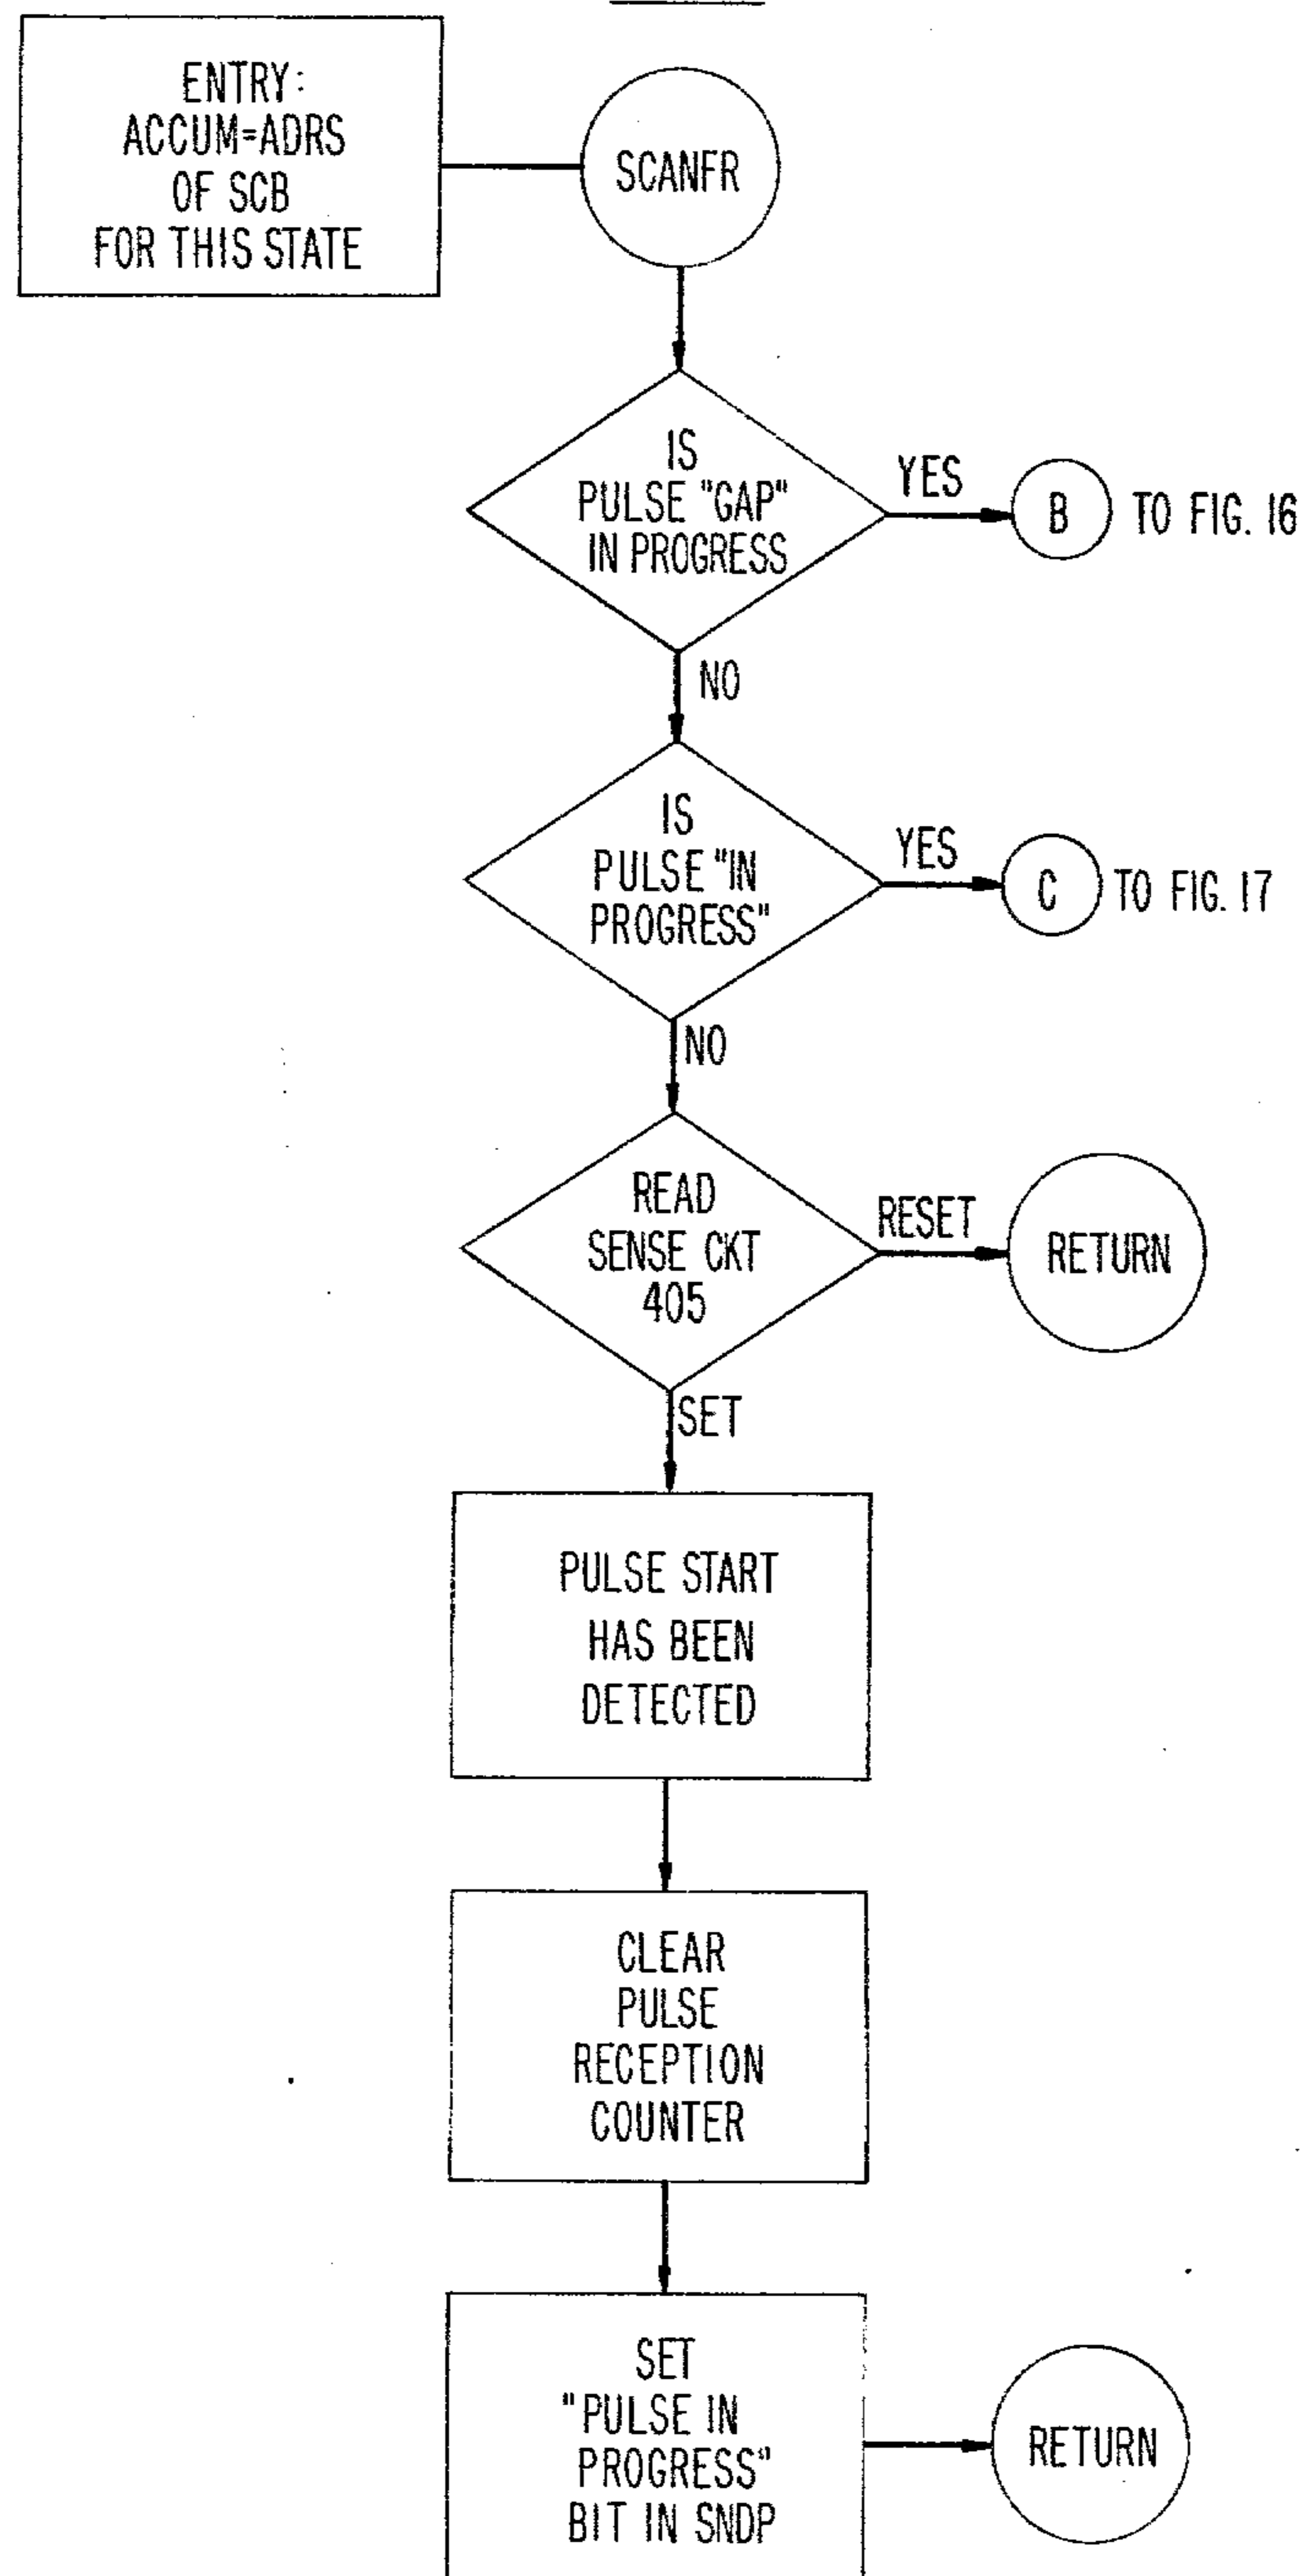 ENTRY:
ACCUM=ADRS
OF SCB
FOR THIS STATE
SCANFR
IS
PULSE "GAP"
IN PROGRESS
YES
B
TO FIG. 16
NO
IS
PULSE "IN
PROGRESS"
YES
C
TO FIG. 17
NO
READ
SENSE CKT
405
RESET
RETURN
SET
PULSE START
HAS BEEN
DETECTED
CLEAR
PULSE
RECEPTION
COUNTER
SET
"PULSE IN
PROGRESS"
BIT IN SNDP
RETURN